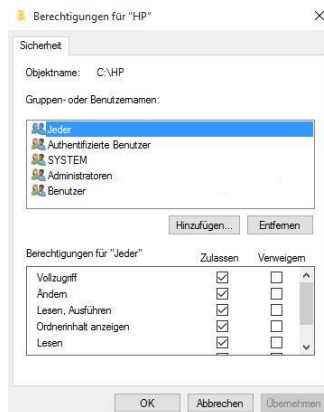 Berechtigungen für "HP"
Sicherheit
Objektname: C:\HP
Gruppen- oder Benutzernamen:
Jeder
Authentifizierte Benutzer
SYSTEM
Administratoren
Benutzer
Hinzufügen... Entfernen
Berechtigungen für "Jeder" Zulassen Verweigern
Vollzugriff
Ändern
Lesen, Ausführen
Ordnerinhalt anzeigen
Lesen
OK Abbrechen Übernehmen